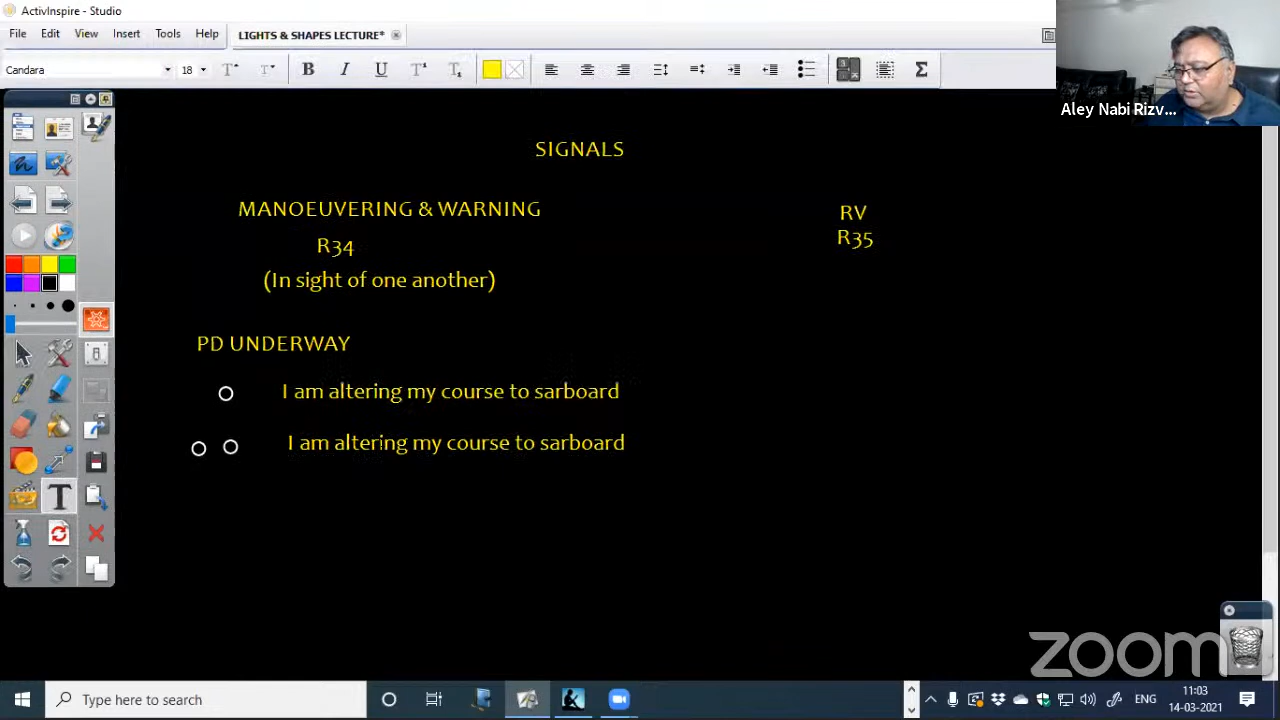 ActivInspire - Studio
File Edit View Insert Tools Help
LIGHTS & SHAPES LECTURE*
Candara 18
Aley Nabi Rizv...
SIGNALS
MANOEUVERING & WARNING
R34
(In sight of one another)
RV
R35
PD UNDERWAY
I am altering my course to sarboard
I am altering my course to sarboard
zoom
Type here to search
ENG
11:03
14-03-2021